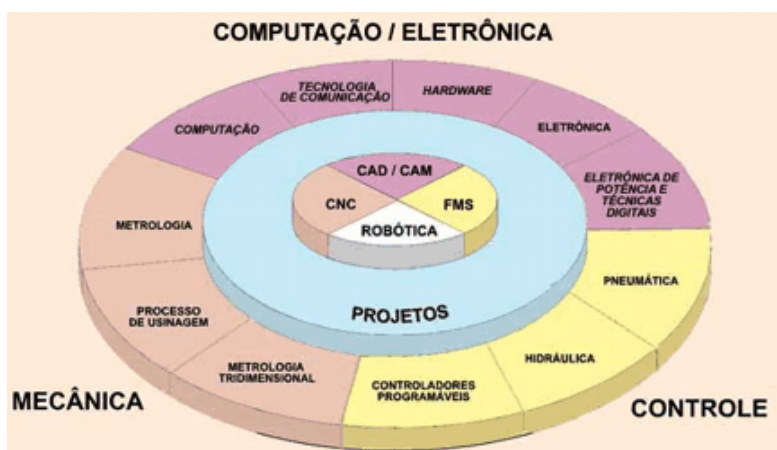 COMPUTAÇÃO / ELETRÔNICA
TECNOLOGIA
DE COMUNICAÇÃO
HARDWARE
COMPUTAÇÃO
ELETRÔNICA
ELETRÔNICA DE
POTÊNCIA E
TÉCNICAS
DIGITAIS
CAD / CAM
CNC
FMS
ROBÓTICA
METROLOGIA
PNEUMÁTICA
PROCESSO
DE USINAGEM
PROJETOS
HIDRÁULICA
METROLOGIA
TRIDIMENSIONAL
CONTROLADORES
PROGRAMÁVEIS
MECÂNICA
CONTROLE